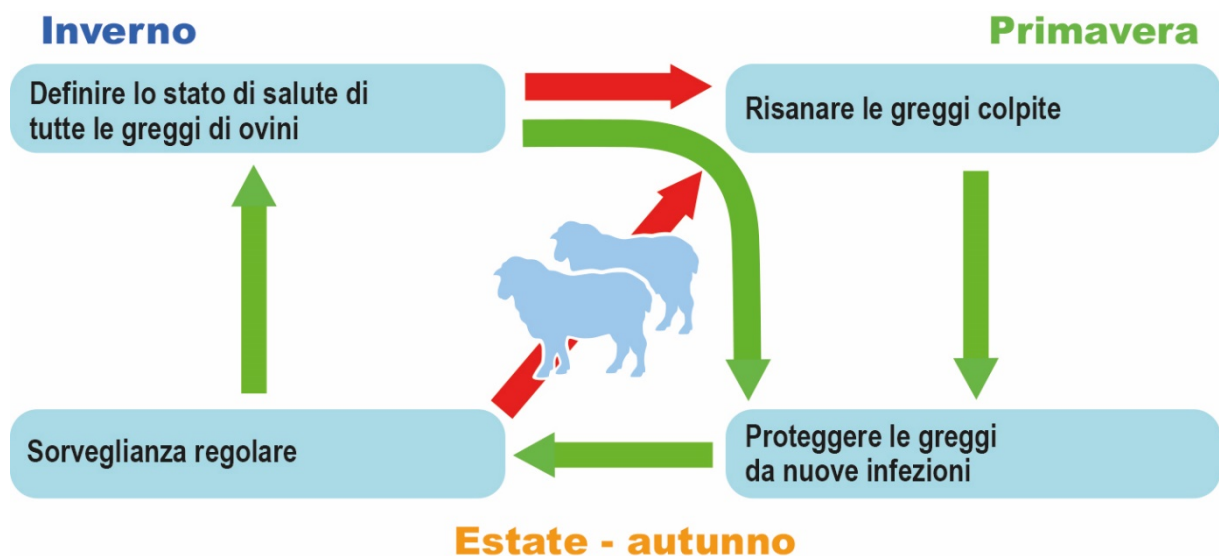 Inverno
Primavera
Definire lo stato di salute di
tutte le greggi di ovini
Risanare le greggi colpite
Sorveglianza regolare
Proteggere le greggi
da nuove infezioni
Estate - autunno